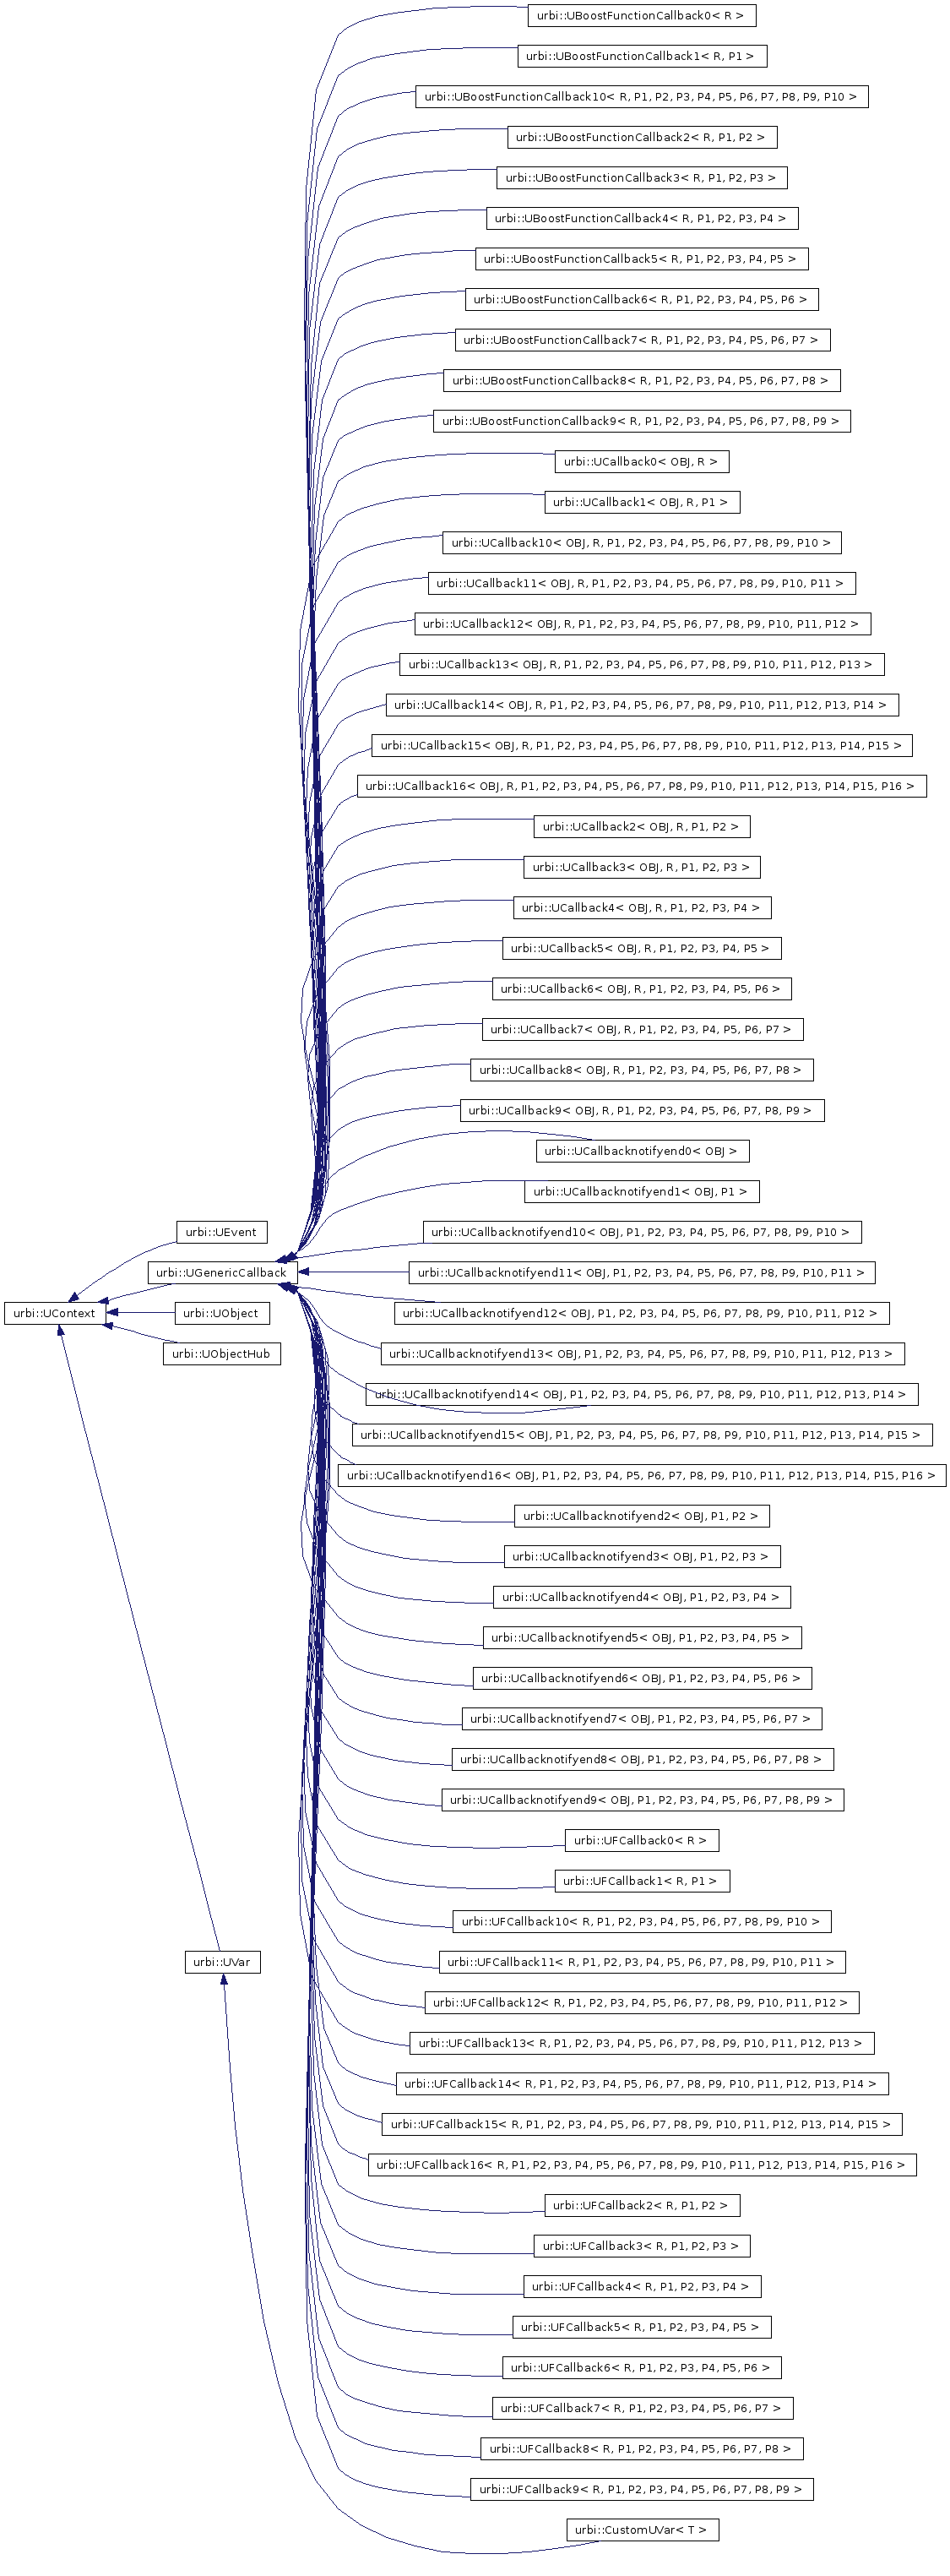 urbi::UBoostFunctionCallback0< R >
urbi::UBoostFunctionCallback1< R, P1 >
urbi::UBoostFunctionCallback10< R, P1, P2, P3, P4, P5, P6, P7, P8, P9, P10 >
urbi::UBoostFunctionCallback2< R, P1, P2 >
urbi::UBoostFunctionCallback3< R, P1, P2, P3 >
urbi::UBoostFunctionCallback4< R, P1, P2, P3, P4 >
urbi::UBoostFunctionCallback5< R, P1, P2, P3, P4, P5 >
urbi::UBoostFunctionCallback6< R, P1, P2, P3, P4, P5, P6 >
urbi::UBoostFunctionCallback7< R, P1, P2, P3, P4, P5, P6, P7 >
urbi::UBoostFunctionCallback8< R, P1, P2, P3, P4, P5, P6, P7, P8 >
urbi::UBoostFunctionCallback9< R, P1, P2, P3, P4, P5, P6, P7, P8, P9 >
urbi::UCallback0< OBJ, R >
urbi::UCallback1< OBJ, R, P1 >
urbi::UCallback10< OBJ, R, P1, P2, P3, P4, P5, P6, P7, P8, P9, P10 >
urbi::UCallback11< OBJ, R, P1, P2, P3, P4, P5, P6, P7, P8, P9, P10, P11 >
urbi::UCallback12< OBJ, R, P1, P2, P3, P4, P5, P6, P7, P8, P9, P10, P11, P12 >
urbi::UCallback13< OBJ, R, P1, P2, P3, P4, P5, P6, P7, P8, P9, P10, P11, P12, P13 >
urbi::UCallback14< OBJ, R, P1, P2, P3, P4, P5, P6, P7, P8, P9, P10, P11, P12, P13, P14 >
urbi::UCallback15< OBJ, R, P1, P2, P3, P4, P5, P6, P7, P8, P9, P10, P11, P12, P13, P14, P15 >
urbi::UCallback16< OBJ, R, P1, P2, P3, P4, P5, P6, P7, P8, P9, P10, P11, P12, P13, P14, P15, P16 >
urbi::UCallback2< OBJ, R, P1, P2 >
urbi::UCallback3< OBJ, R, P1, P2, P3 >
urbi::UCallback4< OBJ, R, P1, P2, P3, P4 >
urbi::UCallback5< OBJ, R, P1, P2, P3, P4, P5 >
urbi::UCallback6< OBJ, R, P1, P2, P3, P4, P5, P6 >
urbi::UCallback7< OBJ, R, P1, P2, P3, P4, P5, P6, P7 >
urbi::UCallback8< OBJ, R, P1, P2, P3, P4, P5, P6, P7, P8 >
urbi::UCallback9< OBJ, R, P1, P2, P3, P4, P5, P6, P7, P8, P9 >
urbi::UCallbacknotifyend0< OBJ >
urbi::UCallbacknotifyend1< OBJ, P1 >
urbi::UEvent
urbi::UCallbacknotifyend10< OBJ, P1, P2, P3, P4, P5, P6, P7, P8, P9, P10 >
urbi::UGenericCallback
urbi::UCallbacknotifyend11< OBJ, P1, P2, P3, P4, P5, P6, P7, P8, P9, P10, P11 >
urbi::UContext
urbi::UObject
urbi::UCallbacknotifyend12< OBJ, P1, P2, P3, P4, P5, P6, P7, P8, P9, P10, P11, P12 >
urbi::UObjectHub
urbi::UCallbacknotifyend13< OBJ, P1, P2, P3, P4, P5, P6, P7, P8, P9, P10, P11, P12, P13 >
urbi::UCallbacknotifyend14< OBJ, P1, P2, P3, P4, P5, P6, P7, P8, P9, P10, P11, P12, P13, P14 >
urbi::UCallbacknotifyend15< OBJ, P1, P2, P3, P4, P5, P6, P7, P8, P9, P10, P11, P12, P13, P14, P15 >
urbi::UCallbacknotifyend16< OBJ, P1, P2, P3, P4, P5, P6, P7, P8, P9, P10, P11, P12, P13, P14, P15, P16 >
urbi::UCallbacknotifyend2< OBJ, P1, P2 >
urbi::UCallbacknotifyend3< OBJ, P1, P2, P3 >
urbi::UCallbacknotifyend4< OBJ, P1, P2, P3, P4 >
urbi::UCallbacknotifyend5< OBJ, P1, P2, P3, P4, P5 >
urbi::UCallbacknotifyend6< OBJ, P1, P2, P3, P4, P5, P6 >
urbi::UCallbacknotifyend7< OBJ, P1, P2, P3, P4, P5, P6, P7 >
urbi::UCallbacknotifyend8< OBJ, P1, P2, P3, P4, P5, P6, P7, P8 >
urbi::UCallbacknotifyend9< OBJ, P1, P2, P3, P4, P5, P6, P7, P8, P9 >
urbi::UFCallback0< R >
urbi::UFCallback1< R, P1 >
urbi::UFCallback10< R, P1, P2, P3, P4, P5, P6, P7, P8, P9, P10 >
urbi::UVar
urbi::UFCallback11< R, P1, P2, P3, P4, P5, P6, P7, P8, P9, P10, P11 >
urbi::UFCallback12< R, P1, P2, P3, P4, P5, P6, P7, P8, P9, P10, P11, P12 >
urbi::UFCallback13< R, P1, P2, P3, P4, P5, P6, P7, P8, P9, P10, P11, P12, P13 >
urbi::UFCallback14< R, P1, P2, P3, P4, P5, P6, P7, P8, P9, P10, P11, P12, P13, P14 >
urbi::UFCallback15< R, P1, P2, P3, P4, P5, P6, P7, P8, P9, P10, P11, P12, P13, P14, P15 >
urbi::UFCallback16< R, P1, P2, P3, P4, P5, P6, P7, P8, P9, P10, P11, P12, P13, P14, P15, P16 >
urbi::UFCallback2< R, P1, P2 >
urbi::UFCallback3< R, P1, P2, P3 >
urbi::UFCallback4< R, P1, P2, P3, P4 >
urbi::UFCallback5< R, P1, P2, P3, P4, P5 >
urbi::UFCallback6< R, P1, P2, P3, P4, P5, P6 >
urbi::UFCallback7< R, P1, P2, P3, P4, P5, P6, P7 >
urbi::UFCallback8< R, P1, P2, P3, P4, P5, P6, P7, P8 >
urbi::UFCallback9< R, P1, P2, P3, P4, P5, P6, P7, P8, P9 >
urbi::CustomUVar< T >